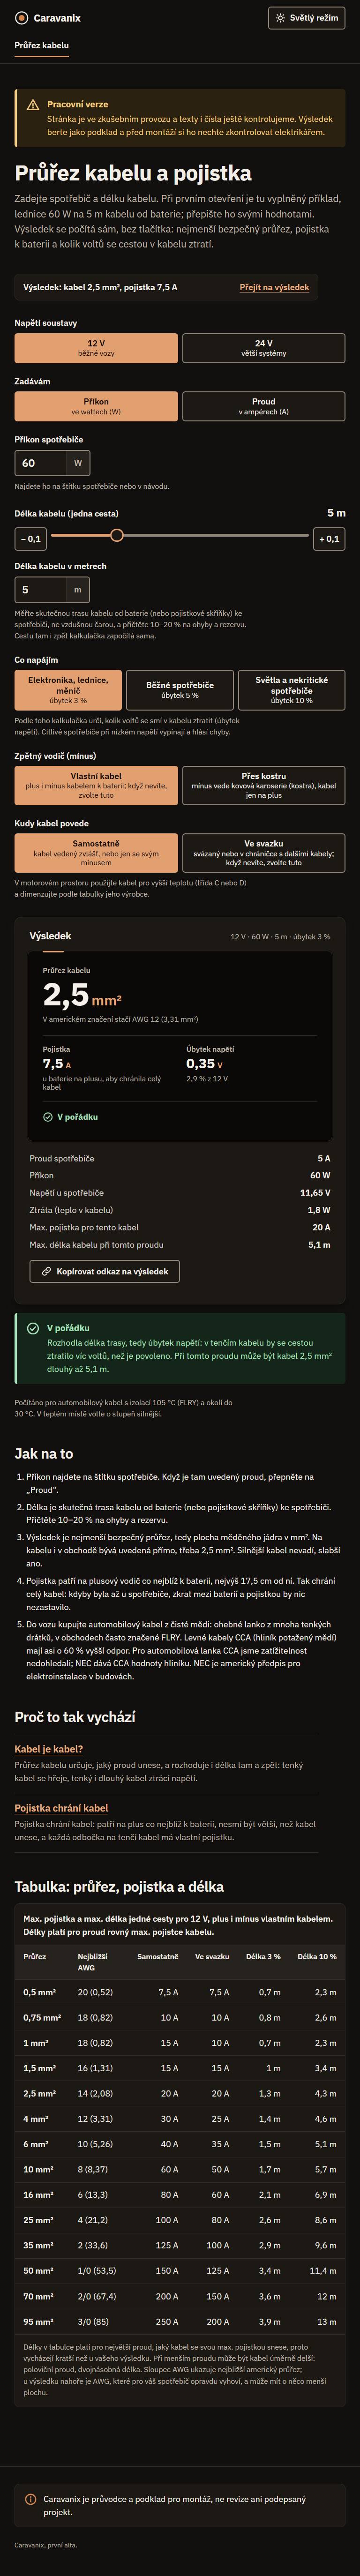 Caravanix
Světlý režim
Průřez kabelu
Pracovní verze
Stránka je ve zkušebním provozu a texty i čísla ještě kontrolujeme. Výsledek
berte jako podklad a před montáží si ho nechte zkontrolovat elektrikářem.
Průřez kabelu a pojistka
Zadejte spotřebič a délku kabelu. Při prvním otevření je tu vyplněný příklad,
lednice 60 W na 5 m kabelu od baterie; přepište ho svými hodnotami.
Výsledek se počítá sám, bez tlačítka: nejmenší bezpečný průřez, pojistka
k baterii a kolik voltů se cestou v kabelu ztratí.
Výsledek: kabel 2,5 mm², pojistka 7,5 A
Přejít na výsledek
Napětí soustavy
12 V
běžné vozy
24 V
větší systémy
Zadávám
Příkon
ve wattech (W)
Proud
v ampérech (A)
Příkon spotřebiče
60 W
Najdete ho na štítku spotřebiče nebo v návodu.
Délka kabelu (jedna cesta) 5 m
− 0,1
+ 0,1
Délka kabelu v metrech
5 m
Měřte skutečnou trasu kabelu od baterie (nebo pojistkové skříňky) ke
spotřebiči, ne vzdušnou čarou, a přičtěte 10–20 % na ohyby a rezervu.
Cestu tam i zpět kalkulačka započítá sama.
Co napájím
Elektronika, lednice,
měnič
úbytek 3 %
Běžné spotřebiče
úbytek 5 %
Světla a nekritické
spotřebiče
úbytek 10 %
Podle toho kalkulačka určí, kolik voltů se smí v kabelu ztratit (úbytek
napětí). Citlivé spotřebiče při nízkém napětí vypínají a hlásí chyby.
Zpětný vodič (mínus)
Vlastní kabel
plus i mínus kabelem k baterii; když nevíte,
zvolte tuto
Přes kostru
mínus vede kovová karoserie (kostra), kabel
jen na plus
Kudy kabel povede
Samostatně
kabel vedený zvlášť, nebo jen se svým
mínusem
Ve svazku
svázaný nebo v chráničce s dalšími kabely;
když nevíte, zvolte tuto
V motorovém prostoru použijte kabel pro vyšší teplotu (třída C nebo D)
a dimenzujte podle tabulky jeho výrobce.
Výsledek
12 V · 60 W · 5 m · úbytek 3 %
Průřez kabelu
2,5 mm²
V americkém značení stačí AWG 12 (3,31 mm²)
Pojistka
7,5 A
u baterie na plusu, aby chránila celý
kabel
Úbytek napětí
0,35 V
2,9 % z 12 V
V pořádku
Proud spotřebiče 5 A
Příkon 60 W
Napětí u spotřebiče 11,65 V
Ztráta (teplo v kabelu) 1,8 W
Max. pojistka pro tento kabel 20 A
Max. délka kabelu při tomto proudu 5,1 m
Kopírovat odkaz na výsledek
V pořádku
Rozhodla délka trasy, tedy úbytek napětí: v tenčím kabelu by se cestou
ztratilo víc voltů, než je povoleno. Při tomto proudu může být kabel 2,5 mm²
dlouhý až 5,1 m.
Počítáno pro automobilový kabel s izolací 105 °C (FLRY) a okolí do
30 °C. V teplém místě volte o stupeň silnější.
Jak na to
1. Příkon najdete na štítku spotřebiče. Když je tam uvedený proud, přepněte na
„Proud“.
2. Délka je skutečná trasa kabelu od baterie (nebo pojistkové skříňky) ke spotřebiči.
Přičtěte 10–20 % na ohyby a rezervu.
3. Výsledek je nejmenší bezpečný průřez, tedy plocha měděného jádra v mm². Na
kabelu i v obchodě bývá uvedená přímo, třeba 2,5 mm². Silnější kabel nevadí, slabší
ano.
4. Pojistka patří na plusový vodič co nejblíž k baterii, nejvýš 17,5 cm od ní. Tak chrání
celý kabel: kdyby byla až u spotřebiče, zkrat mezi baterií a pojistkou by nic
nezastavilo.
5. Do vozu kupujte automobilový kabel z čisté mědi: ohebné lanko z mnoha tenkých
drátků, v obchodech často značené FLRY. Levné kabely CCA (hliník potažený mědí)
mají asi o 60 % vyšší odpor. Pro automobilová lanka CCA jsme zatížitelnost
nedohledali; NEC dává CCA hodnoty hliníku. NEC je americký předpis pro
elektroinstalace v budovách.
Proč to tak vychází
Kabel je kabel?
Průřez kabelu určuje, jaký proud unese, a rozhoduje i délka tam a zpět: tenký
kabel se hřeje, tenký i dlouhý kabel ztrácí napětí.
Pojistka chrání kabel
Pojistka chrání kabel: patří na plus co nejblíž k baterii, nesmí být větší, než kabel
unese, a každá odbočka na tenčí kabel má vlastní pojistku.
Tabulka: průřez, pojistka a délka
Max. pojistka a max. délka jedné cesty pro 12 V, plus i mínus vlastním kabelem.
Délky platí pro proud rovný max. pojistce kabelu.
Průřez Nejbližší AWG Samostatně Ve svazku Délka 3 % Délka 10 %
0,5 mm² 20 (0,52) 7,5 A 7,5 A 0,7 m 2,3 m
0,75 mm² 18 (0,82) 10 A 10 A 0,8 m 2,6 m
1 mm² 18 (0,82) 15 A 10 A 0,7 m 2,3 m
1,5 mm² 16 (1,31) 15 A 15 A 1 m 3,4 m
2,5 mm² 14 (2,08) 20 A 20 A 1,3 m 4,3 m
4 mm² 12 (3,31) 30 A 25 A 1,4 m 4,6 m
6 mm² 10 (5,26) 40 A 35 A 1,5 m 5,1 m
10 mm² 8 (8,37) 60 A 50 A 1,7 m 5,7 m
16 mm² 6 (13,3) 80 A 60 A 2,1 m 6,9 m
25 mm² 4 (21,2) 100 A 80 A 2,6 m 8,6 m
35 mm² 2 (33,6) 125 A 100 A 2,9 m 9,6 m
50 mm² 1/0 (53,5) 150 A 125 A 3,4 m 11,4 m
70 mm² 2/0 (67,4) 200 A 150 A 3,6 m 12 m
95 mm² 3/0 (85) 250 A 200 A 3,9 m 13 m
Délky v tabulce platí pro největší proud, jaký kabel se svou max. pojistkou snese, proto
vycházejí kratší než u vašeho výsledku. Při menším proudu může být kabel úměrně delší:
poloviční proud, dvojnásobná délka. Sloupec AWG ukazuje nejbližší americký průřez;
u výsledku nahoře je AWG, které pro váš spotřebič opravdu vyhoví, a může mít o něco menší
plochu.
Caravanix je průvodce a podklad pro montáž, ne revize ani podepsaný
projekt.
Caravanix, první alfa.